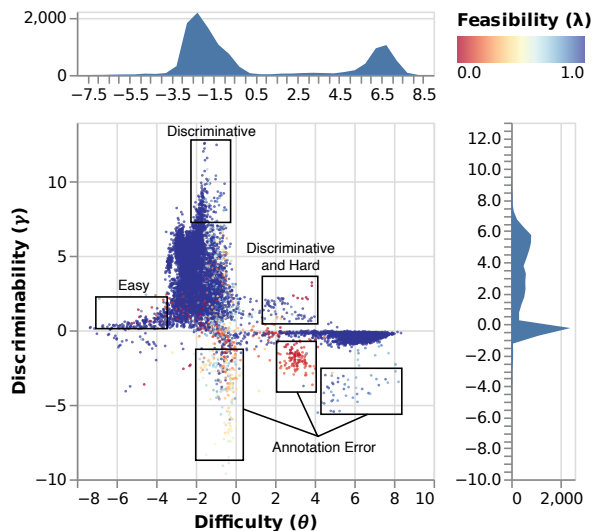 2,000
0
−7.5 −5.5 −3.5 −1.5 0.5 2.5 4.5 6.5 8.5
Feasibility (λ)
0.0 1.0
Discriminative
Discriminative
and Hard
Easy
Annotation Error
10
5
0
−5
−10
Discriminability (γ)
−8 −6 −4 −2 0 2 4 6 8 10
Difficulty (θ)
12.0
10.0
8.0
6.0
4.0
2.0
0.0
−2.0
−4.0
−6.0
−8.0
−10.0
0 2,000